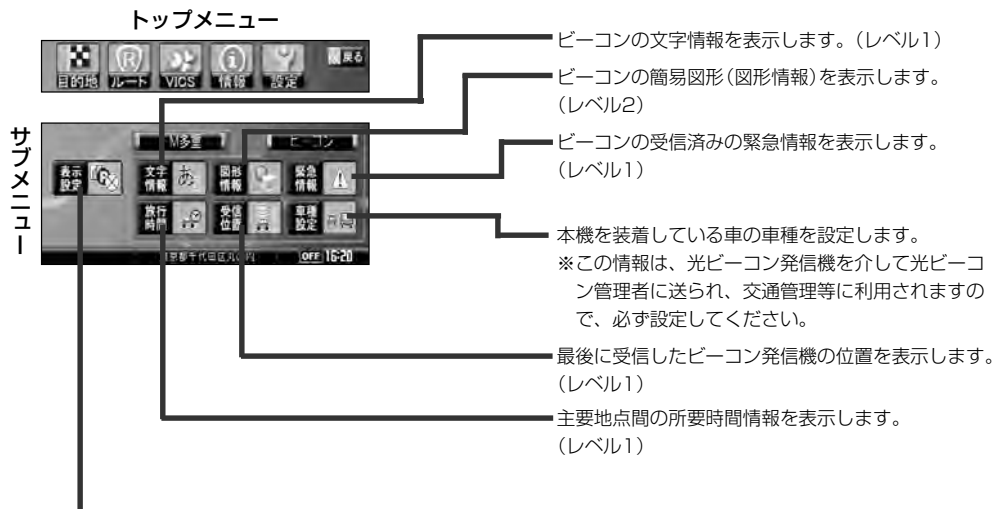 トップメニュー
目的地 ルート VICS 情報 設定 戻る
サブメニュー
M多重 ビーコン
表示設定 文字情報 あ 図形情報 緊急情報
旅行時間 受信位置 車種設定
OFF 16:20
ビーコンの文字情報を表示します。(レベル1)
ビーコンの簡易図形(図形情報)を表示します。
(レベル2)
ビーコンの受信済みの緊急情報を表示します。
(レベル1)
本機を装着している車の車種を設定します。
※この情報は、光ビーコン発信機を介して光ビーコ
ン管理者に送られ、交通管理等に利用されますの
で、必ず設定してください。
最後に受信したビーコン発信機の位置を表示します。
(レベル1)
主要地点間の所要時間情報を表示します。
(レベル1)